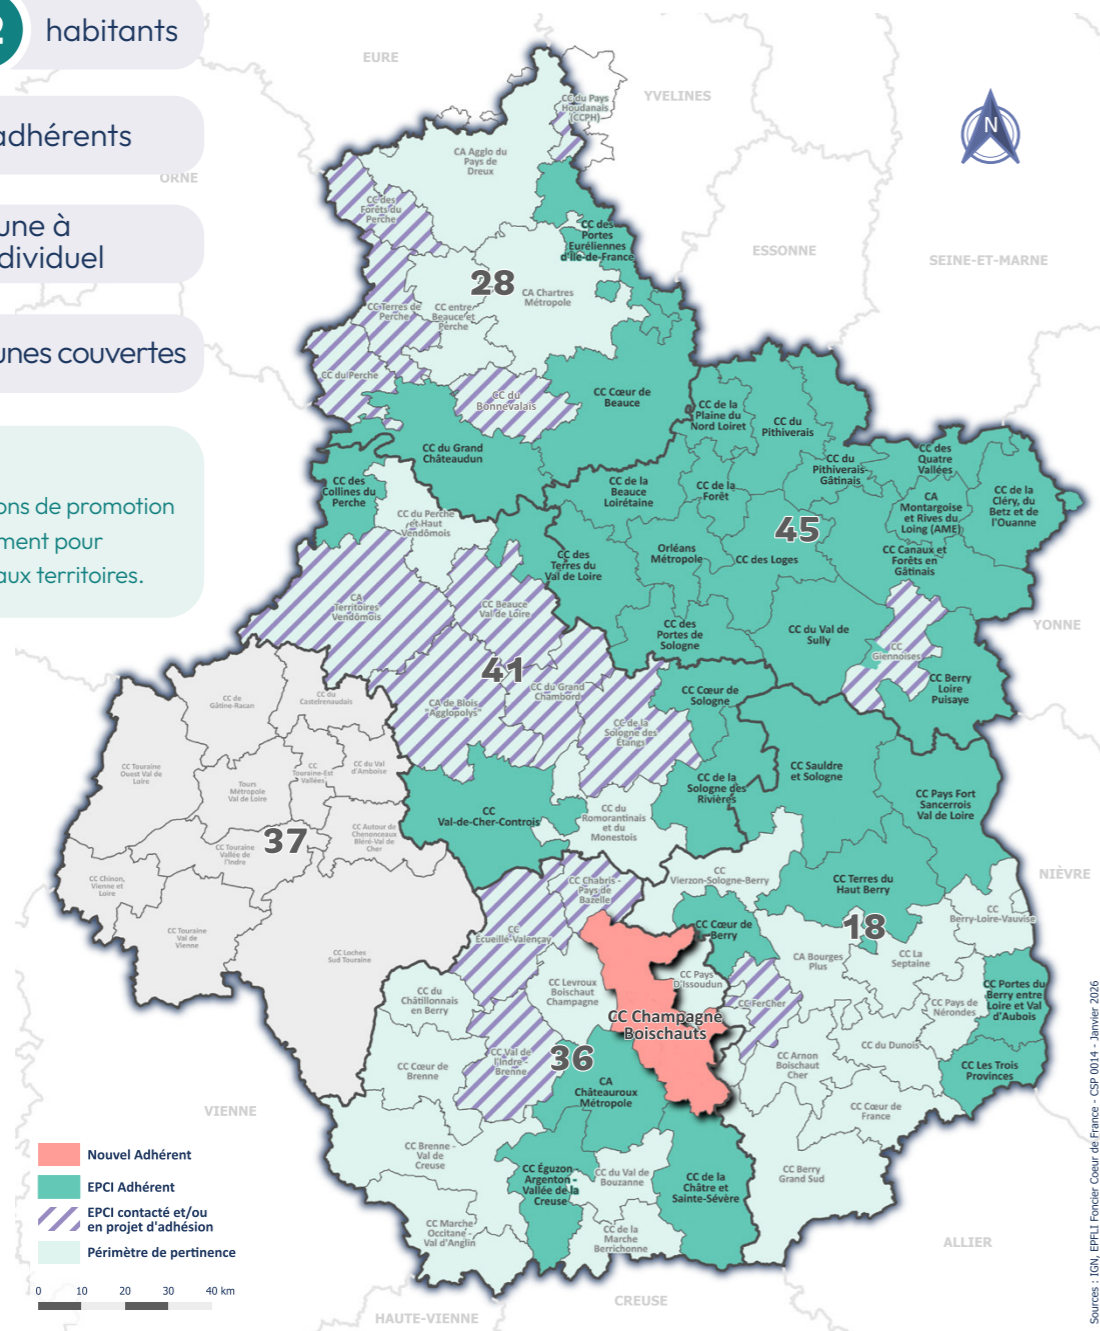 2 habitants
adhérents
une à
dividuel
unes couvertes
ons de promotion
ment pour
aux territoires.
EURE
YVELINES
ORNE
ESSONNE
SEINE-ET-MARNE
YONNE
NIÈVRE
ALLIER
CREUSE
HAUTE-VIENNE
VIENNE
N
CC du Pays
Houdanais
(CCPH)
CA Agglo du
Pays de
Dreux
CC des
Forêts du
Perche
CC des
Portes
Euréliennes
d'Île-de-France
28
CA Chartres
Métropole
CC Terres de
Perche
CC entre
Beauce et
Perche
CC du Perche
CC du
Bonnevalais
CC Cœur de
Beauce
CC du Grand
Châteaudun
CC de la
Plaine du
Nord Loiret
CC du
Pithiverais
CC du
Pithiverais-
Gâtinais
CC des
Quatre
Vallées
CC de la
Cléry, du
Betz et de
l'Ouanne
CA
Montargoise
et Rives du
Loing (AME)
CC de la
Beauce
Loirétaine
CC de la
Forêt
45
Orléans
Métropole
CC des Loges
CC Canaux et
Forêts en
Gâtinais
CC des
Terres du
Val de Loire
CC des
Portes de
Sologne
CC du Val de
Sully
CC
Giennoises
CC Berry
Loire
Puisaye
CC des
Collines du
Perche
CC du Perche
et Haut
Vendômois
CA
Territoires
Vendômois
CC Beauce
Val de Loire
41
CA de Blois
"Agglopolys"
CC du Grand
Chambord
CC de la
Sologne des
Étangs
CC Cœur de
Sologne
CC de la
Sologne des
Rivières
CC
Val-de-Cher-Controis
CC du
Romorantinais
et du
Monestois
CC de
Gâtine-Racan
CC du
Castelrenaudais
CC Touraine
Ouest Val de
Loire
Tours
Métropole
Val de Loire
CC
Touraine-Est
Vallées
CC du Val
d'Amboise
37
CC Touraine
Vallée de
l'Indre
CC Autour de
Chenonceaux
Bléré-Val de
Cher
CC Chinon,
Vienne et
Loire
CC Touraine
Val de
Vienne
CC Loches
Sud Touraine
CC Sauldre
et Sologne
CC Pays Fort
Sancerrois
Val de Loire
CC
Vierzon-Sologne-Berry
CC Terres du
Haut Berry
CC
Berry-Loire-Vauvise
18
CC Cœur de
Berry
CA Bourges
Plus
CC La
Septaine
CC FerCher
CC Pays de
Nérondes
CC Portes du
Berry entre
Loire et Val
d'Aubois
CC du Dunois
CC Arnon
Boischaut
Cher
CC Les Trois
Provinces
CC Cœur de
France
CC Berry
Grand Sud
CC Chabris -
Pays de
Bazelle
CC
Écueillé-Valençay
CC Levroux
Boischaut
Champagne
CC Pays
D'Issoudun
CC Champagne
Boischauts
CC du
Châtillonnais
en Berry
CC Cœur de
Brenne
CC Val de
l'Indre -
Brenne
36
CA
Châteauroux
Métropole
CC Brenne -
Val de
Creuse
CC Éguzon -
Argenton -
Vallée de la
Creuse
CC du Val de
Bouzanne
CC de la
Châtre et
Sainte-Sévère
CC Marche
Occitane -
Val d'Anglin
CC de la
Marche
Berrichonne
Nouvel Adhérent
EPCI Adhérent
EPCI contacté et/ou
en projet d'adhésion
Périmètre de pertinence
0 10 20 30 40 km
Sources : IGN, EPFLI Foncier Coeur de France - CSP 0014 - Janvier 2026